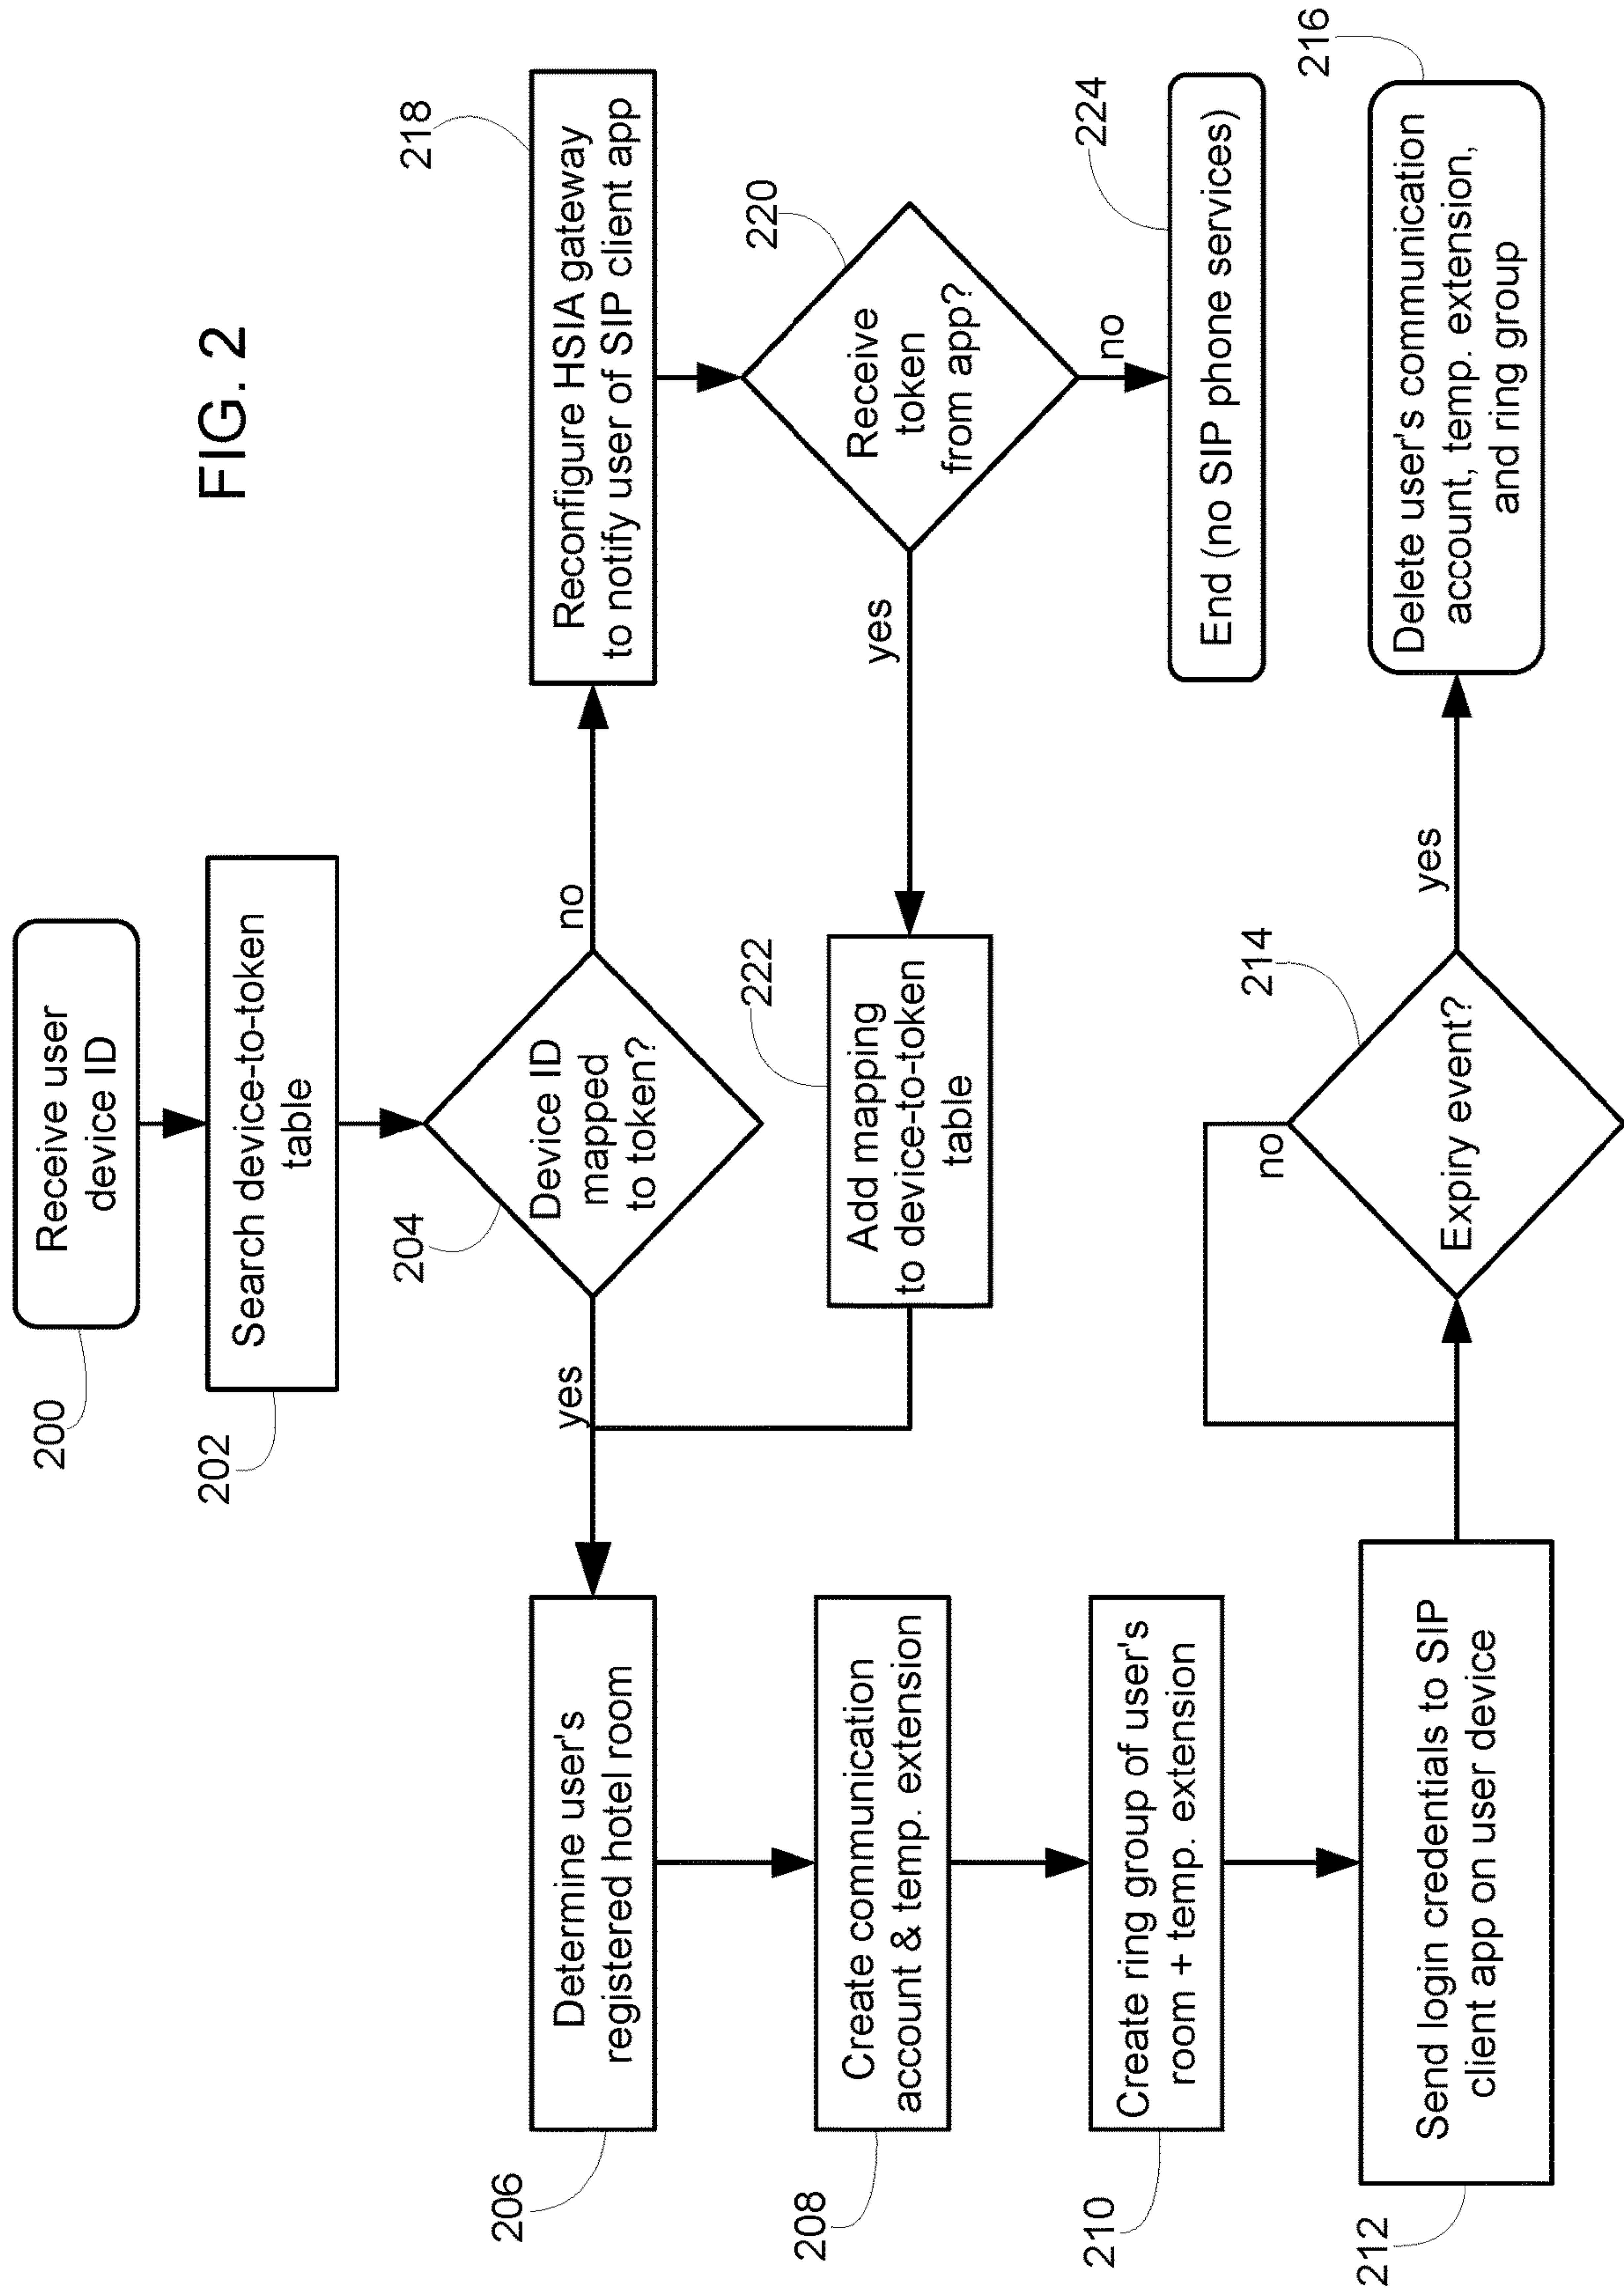 FIG. 2
200
Receive user
device ID
202
Search device-to-token
table
204
Device ID
mapped
to token?
yes
no
218
Reconfigure HSIA gateway
to notify user of SIP client app
220
Receive
token
from app?
yes
no
222
Add mapping
to device-to-token
table
224
End (no SIP phone services)
206
Determine user's
registered hotel room
208
Create communication
account & temp. extension
210
Create ring group of user's
room + temp. extension
212
Send login credentials to SIP
client app on user device
214
Expiry event?
no
yes
216
Delete user's communication
account, temp. extension,
and ring group